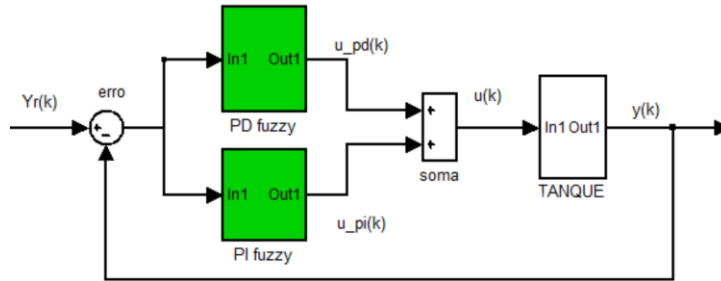 Yr(k)
erro
+
-
In1 Out1
PD fuzzy
u_pd(k)
In1 Out1
PI fuzzy
u_pi(k)
+
+
soma
u(k)
In1 Out1
TANQUE
y(k)